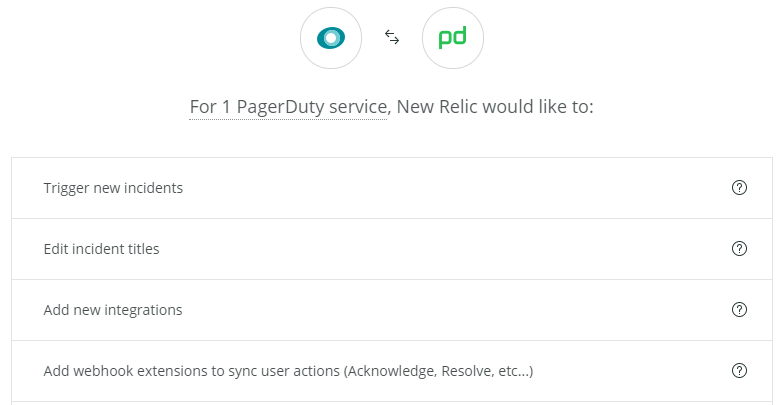 pd
For 1 PagerDuty service, New Relic would like to:
Trigger new incidents
Edit incident titles
Add new integrations
Add webhook extensions to sync user actions (Acknowledge, Resolve, etc...)